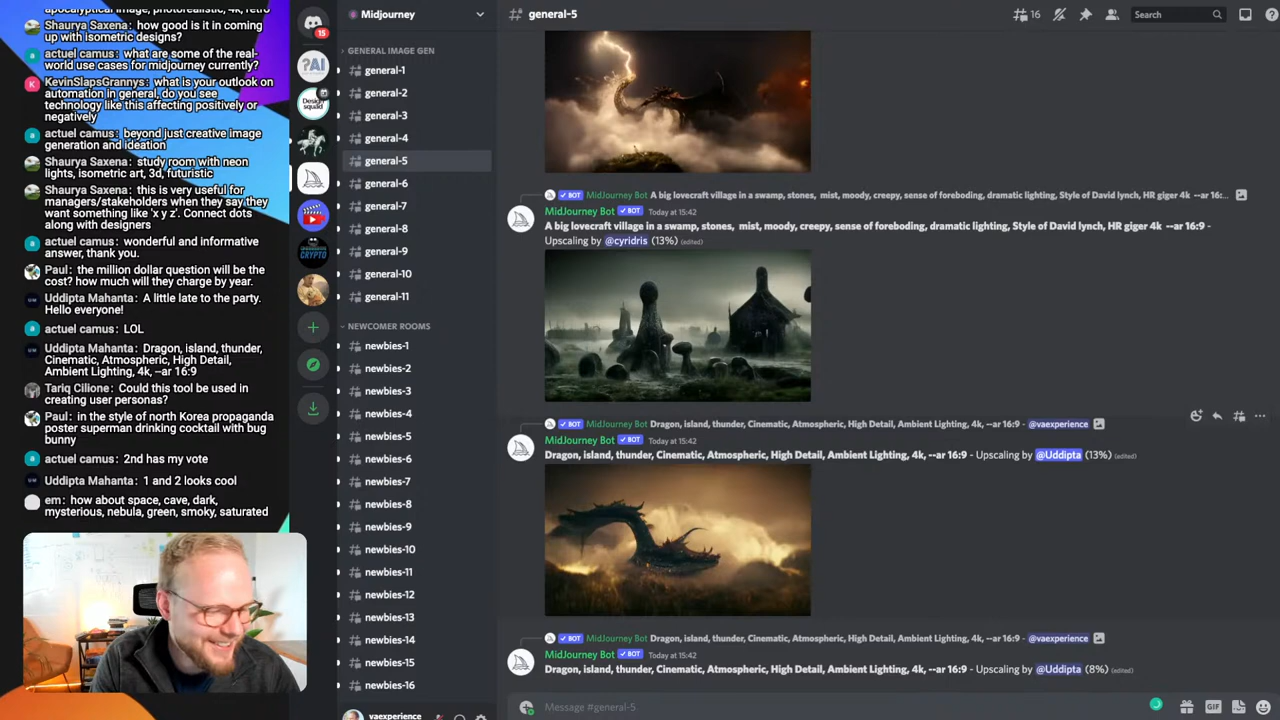 apocalyptical image, photorealistic, 4k, retro
Shaurya Saxena: how good is it in coming
up with isometric designs?
actuel camus: what are some of the real-
world use cases for midjourney currently?
KevinSlapsGrannys: what is your outlook on
automation in general, do you see
technology like this affecting positively or
negatively
actuel camus: beyond just creative image
generation and ideation
Shaurya Saxena: study room with neon
lights, isometric art, 3d, futuristic
Shaurya Saxena: this is very useful for
managers/stakeholders when they say they
want something like 'x y z'. Connect dots
along with designers
actuel camus: wonderful and informative
answer, thank you.
Paul: the million dollar question will be the
cost? how much will they charge by year.
Uddipta Mahanta: A little late to the party.
Hello everyone!
actuel camus: LOL
Uddipta Mahanta: Dragon, island, thunder,
Cinematic, Atmospheric, High Detail,
Ambient Lighting, 4k, --ar 16:9
Tariq Cilione: Could this tool be used in
creating user personas?
Paul: in the style of north Korea propaganda
poster superman drinking cocktail with bug
bunny
actuel camus: 2nd has my vote
Uddipta Mahanta: 1 and 2 looks cool
em: how about space, cave, dark,
mysterious, nebula, green, smoky, saturated
15
PAI
Design
squad
CRYPTO
Midjourney
GENERAL IMAGE GEN
general-1
general-2
general-3
general-4
general-5
general-6
general-7
general-8
general-9
general-10
general-11
NEWCOMER ROOMS
newbies-1
newbies-2
newbies-3
newbies-4
newbies-5
newbies-6
newbies-7
newbies-8
newbies-9
newbies-10
newbies-11
newbies-12
newbies-13
newbies-14
newbies-15
newbies-16
vaexperience
general-5
16
Search
BOT MidJourney Bot A big lovecraft village in a swamp, stones, mist, moody, creepy, sense of foreboding, dramatic lighting, Style of David lynch, HR giger 4k --ar 16:...
MidJourney Bot BOT Today at 15:42
A big lovecraft village in a swamp, stones, mist, moody, creepy, sense of foreboding, dramatic lighting, Style of David lynch, HR giger 4k --ar 16:9 -
Upscaling by @cyridris (13%) (edited)
BOT MidJourney Bot Dragon, island, thunder, Cinematic, Atmospheric, High Detail, Ambient Lighting, 4k, --ar 16:9 - @vaexperience
MidJourney Bot BOT Today at 15:42
Dragon, island, thunder, Cinematic, Atmospheric, High Detail, Ambient Lighting, 4k, --ar 16:9 - Upscaling by @Uddipta (13%) (edited)
BOT MidJourney Bot Dragon, island, thunder, Cinematic, Atmospheric, High Detail, Ambient Lighting, 4k, --ar 16:9 - @vaexperience
MidJourney Bot BOT Today at 15:42
Dragon, island, thunder, Cinematic, Atmospheric, High Detail, Ambient Lighting, 4k, --ar 16:9 - Upscaling by @Uddipta (8%) (edited)
Message #general-5
GIF